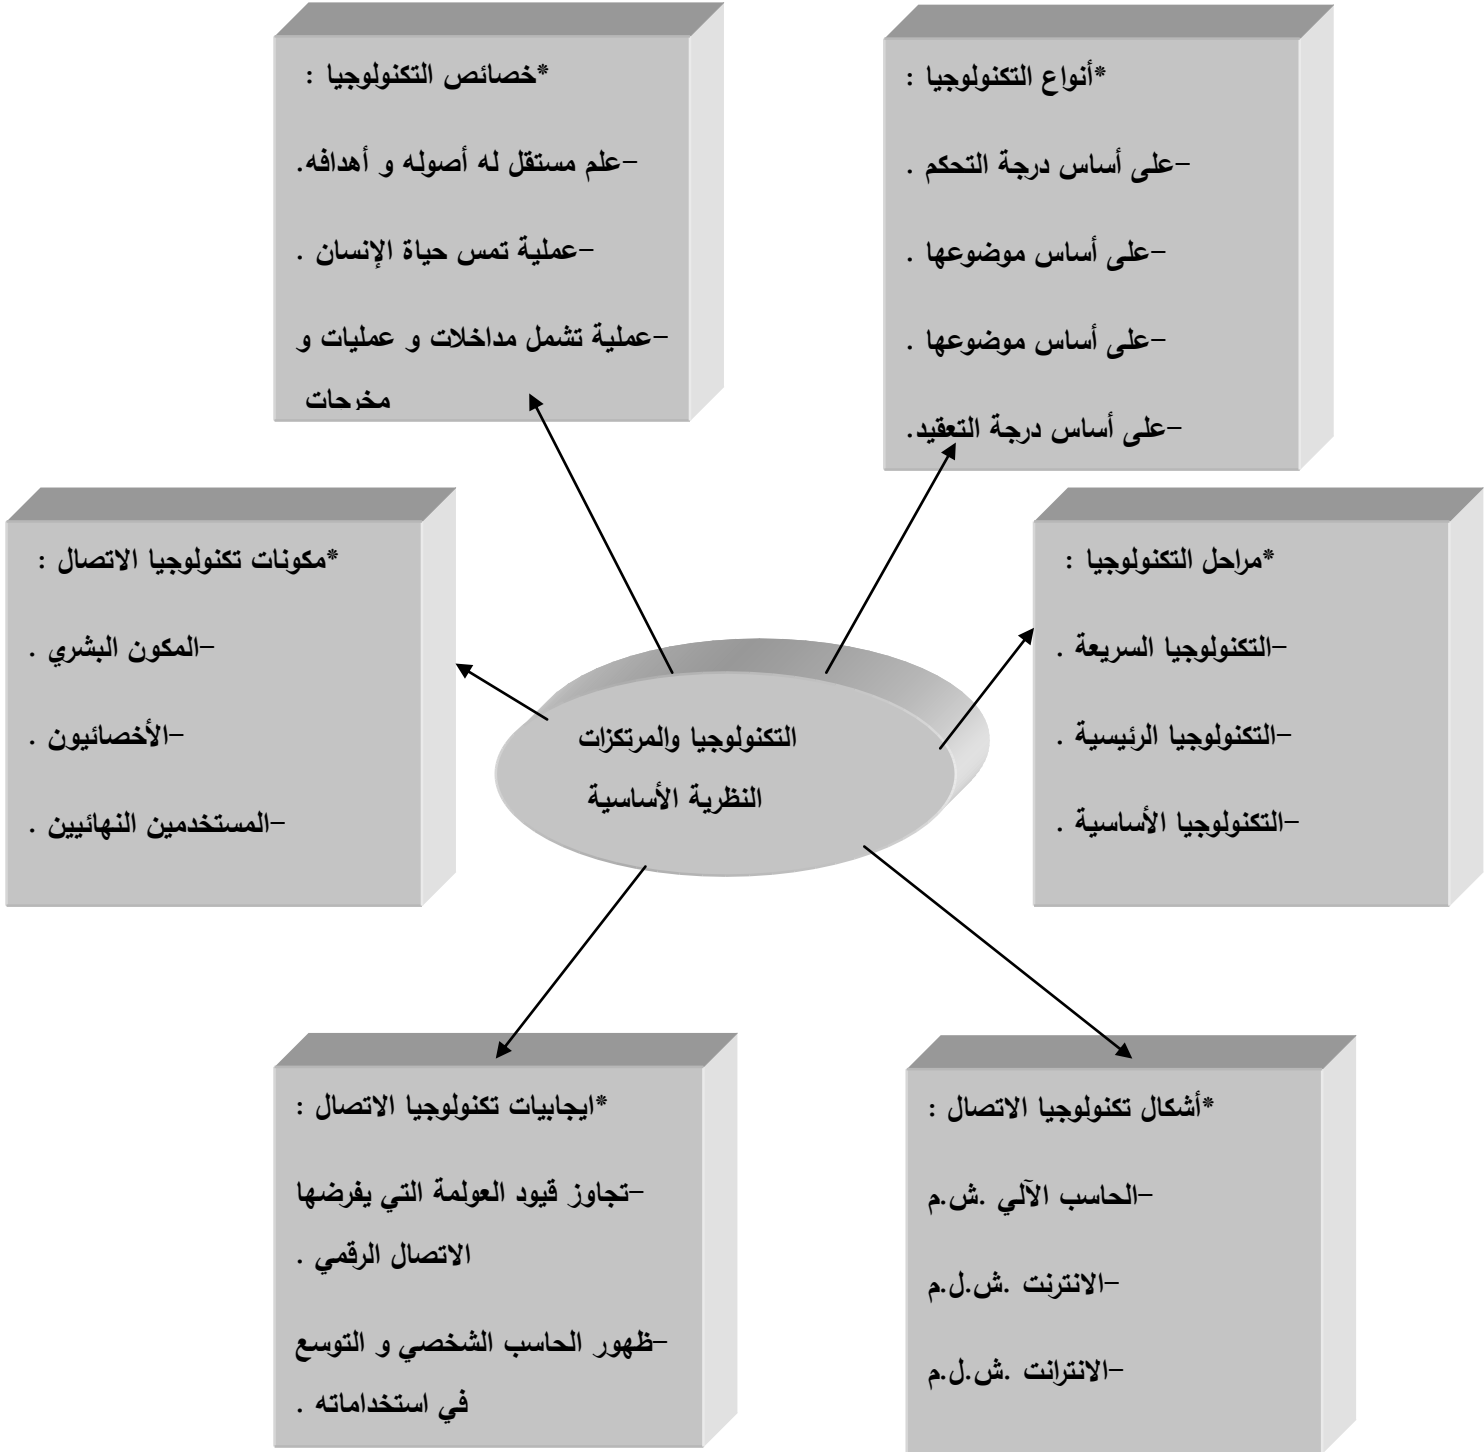 *أنواع التكنولوجيا :
-على أساس درجة التحكم .
-على أساس موضوعها .
-على أساس موضوعها .
-على أساس درجة التعقيد.
*خصائص التكنولوجيا :
-علم مستقل له أصوله و أهدافه.
-عملية تمس حياة الإنسان .
-عملية تشمل مداخلات و عمليات و
مخرجات
*مراحل التكنولوجيا :
-التكنولوجيا السريعة .
-التكنولوجيا الرئيسية .
-التكنولوجيا الأساسية .
*مكونات تكنولوجيا الاتصال :
-المكون البشري .
-الأخصائيون .
-المستخدمين النهائيين .
التكنولوجيا والمرتكزات
النظرية الأساسية
*أشكال تكنولوجيا الاتصال :
-الحاسب الآلي .ش.م
-الانترنت .ش.ل.م
-الانترانت .ش.ل.م
*ايجابيات تكنولوجيا الاتصال :
-تجاوز قيود العولمة التي يفرضها
الاتصال الرقمي .
-ظهور الحاسب الشخصي و التوسع
في استخداماته .